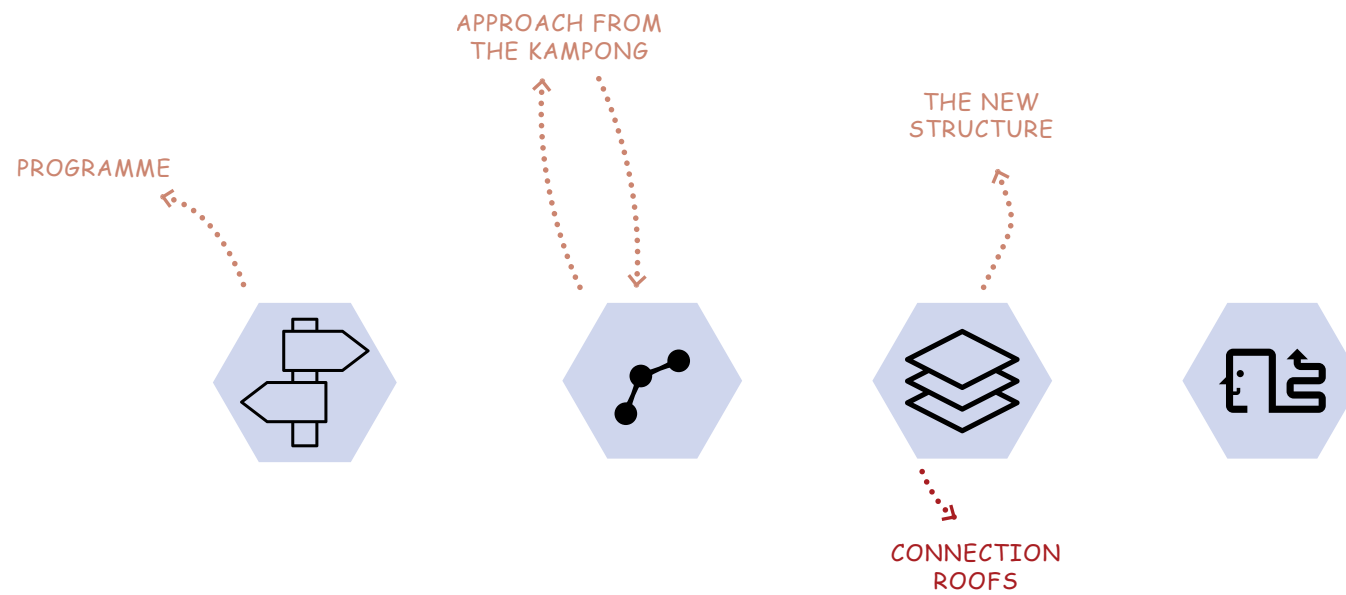 APPROACH FROM
THE KAMPONG
THE NEW
STRUCTURE
PROGRAMME
CONNECTION
ROOFS